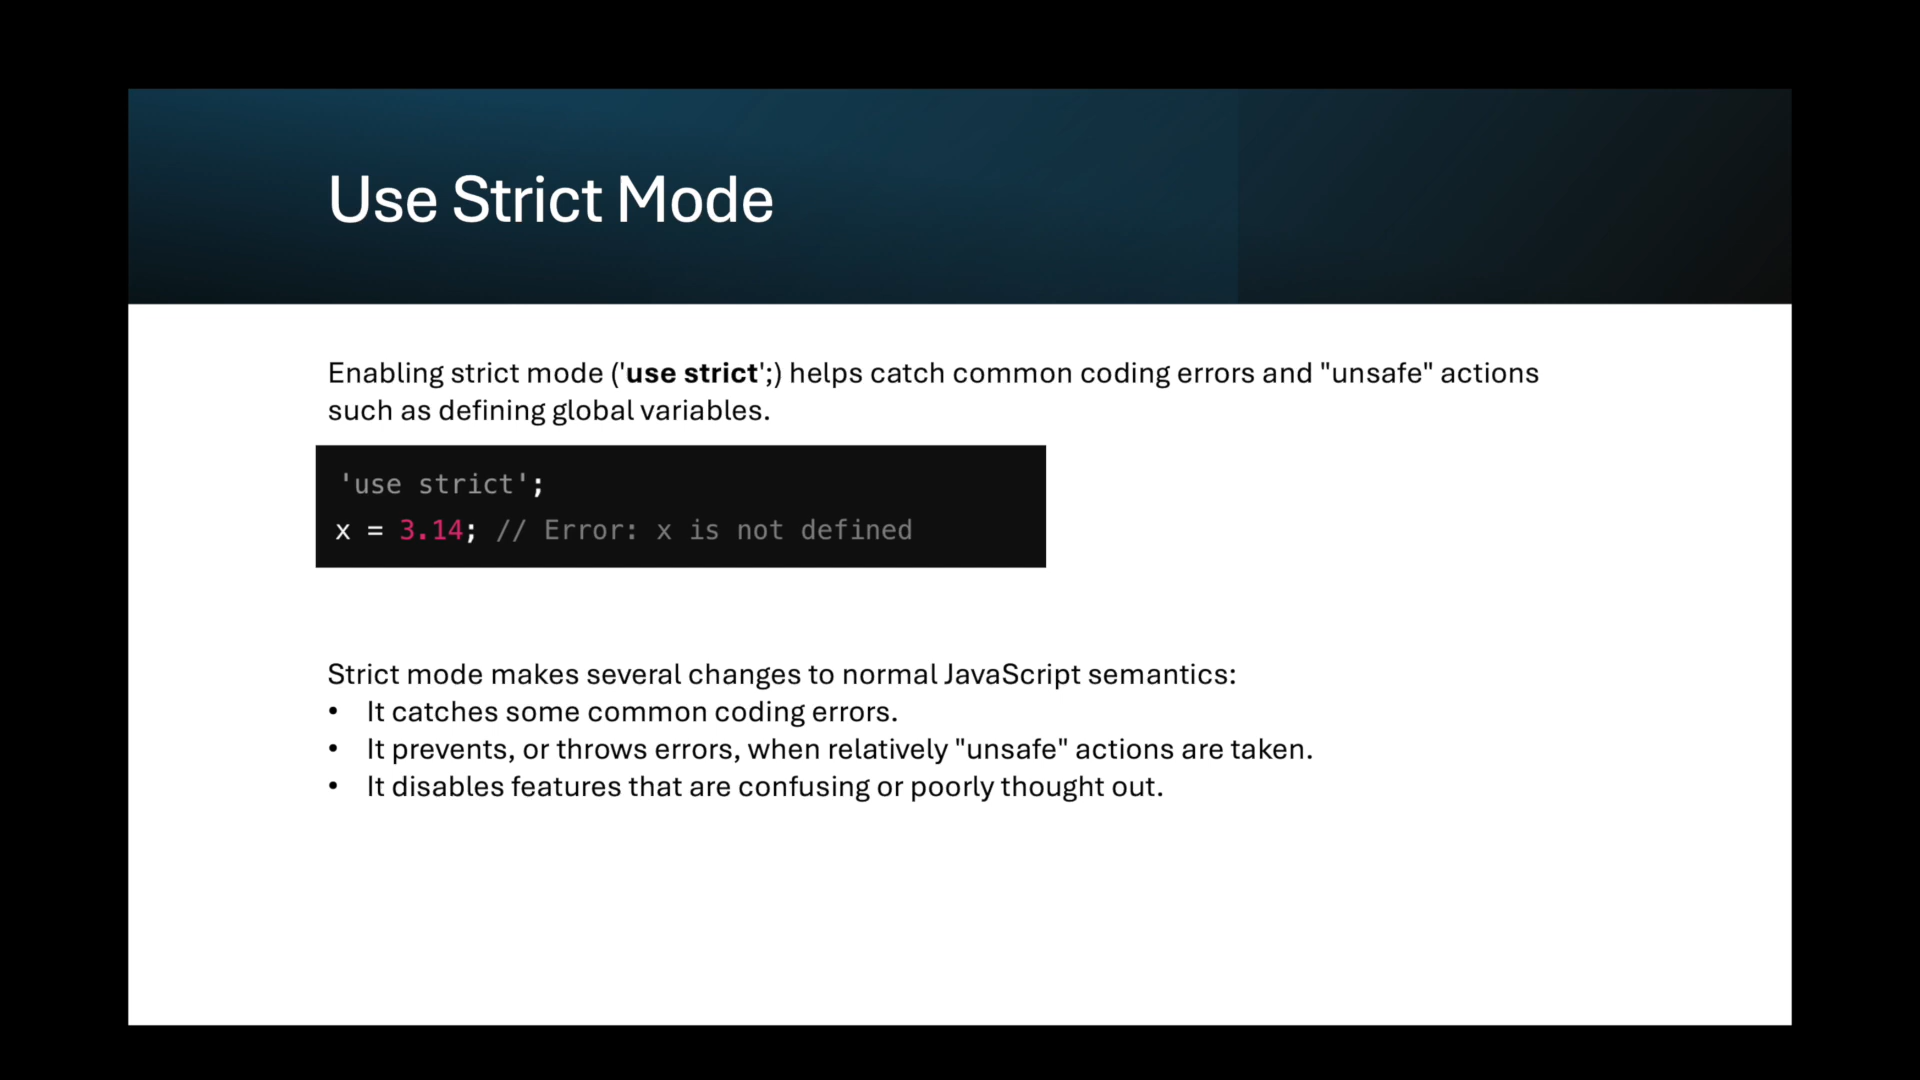 Use Strict Mode
Enabling strict mode ('use strict';) helps catch common coding errors and "unsafe" actions
such as defining global variables.
'use strict';
x = 3.14; // Error: x is not defined
Strict mode makes several changes to normal JavaScript semantics:
• It catches some common coding errors.
• It prevents, or throws errors, when relatively "unsafe" actions are taken.
• It disables features that are confusing or poorly thought out.